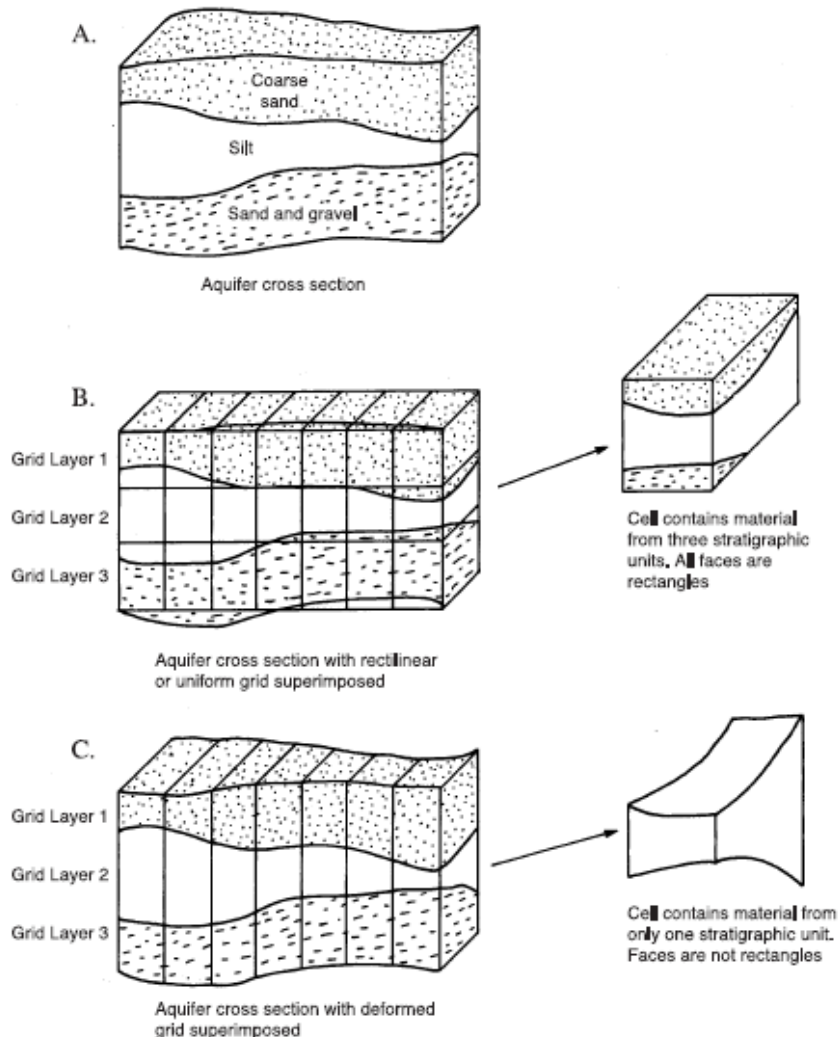 A.
Coarse
sand
Silt
Sand and gravel
Aquifer cross section
B.
Grid Layer 1
Grid Layer 2
Grid Layer 3
Cell contains material
from three stratigraphic
units. All faces are
rectangles
Aquifer cross section with rectilinear
or uniform grid superimposed
C.
Grid Layer 1
Grid Layer 2
Grid Layer 3
Cell contains material from
only one stratigraphic unit.
Faces are not rectangles
Aquifer cross section with deformed
grid superimposed